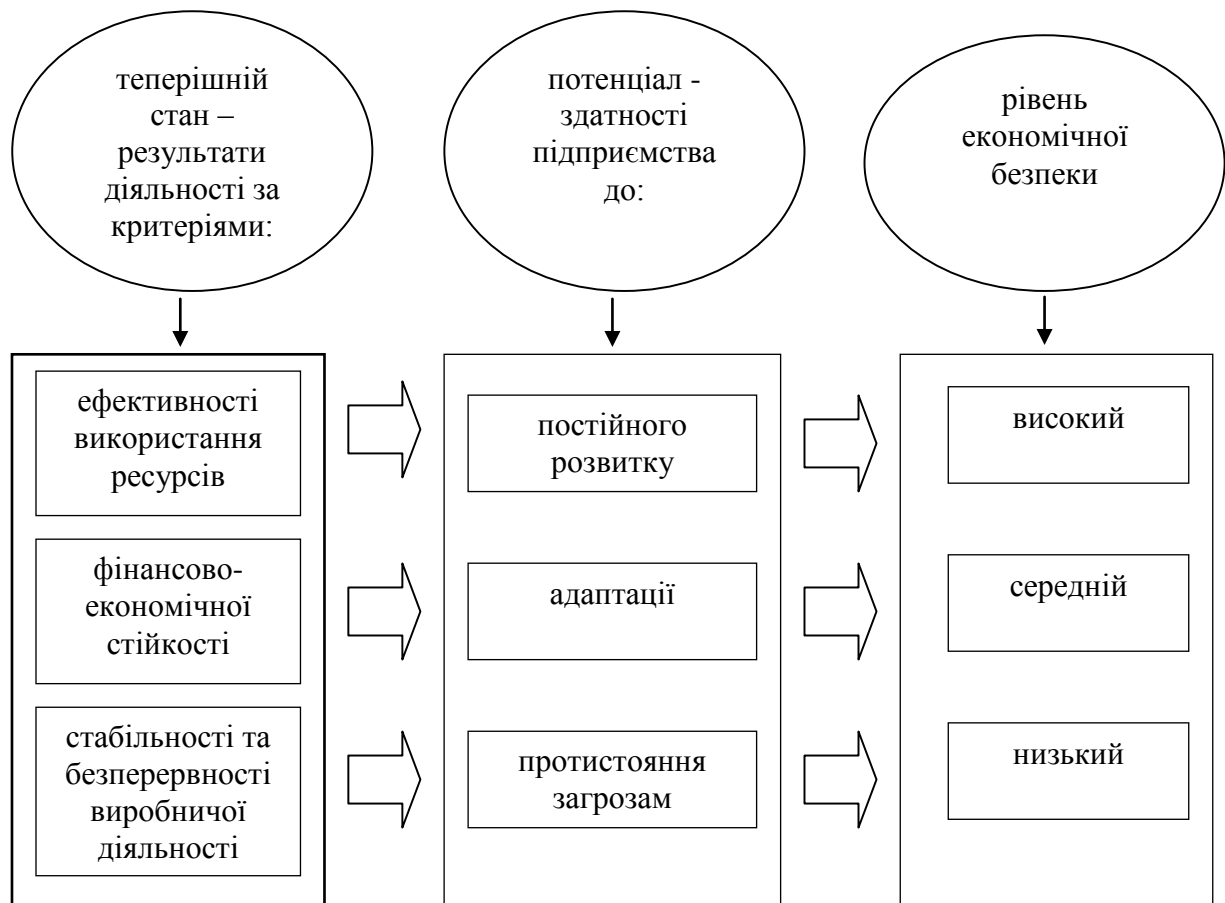 теперішній
стан –
результати
діяльності за
критеріями:
потенціал -
здатності
підприємства
до:
рівень
економічної
безпеки
ефективності
використання
ресурсів
постійного
розвитку
високий
фінансово-
економічної
стійкості
адаптації
середній
стабільності та
безперервності
виробничої
діяльності
протистояння
загрозам
низький